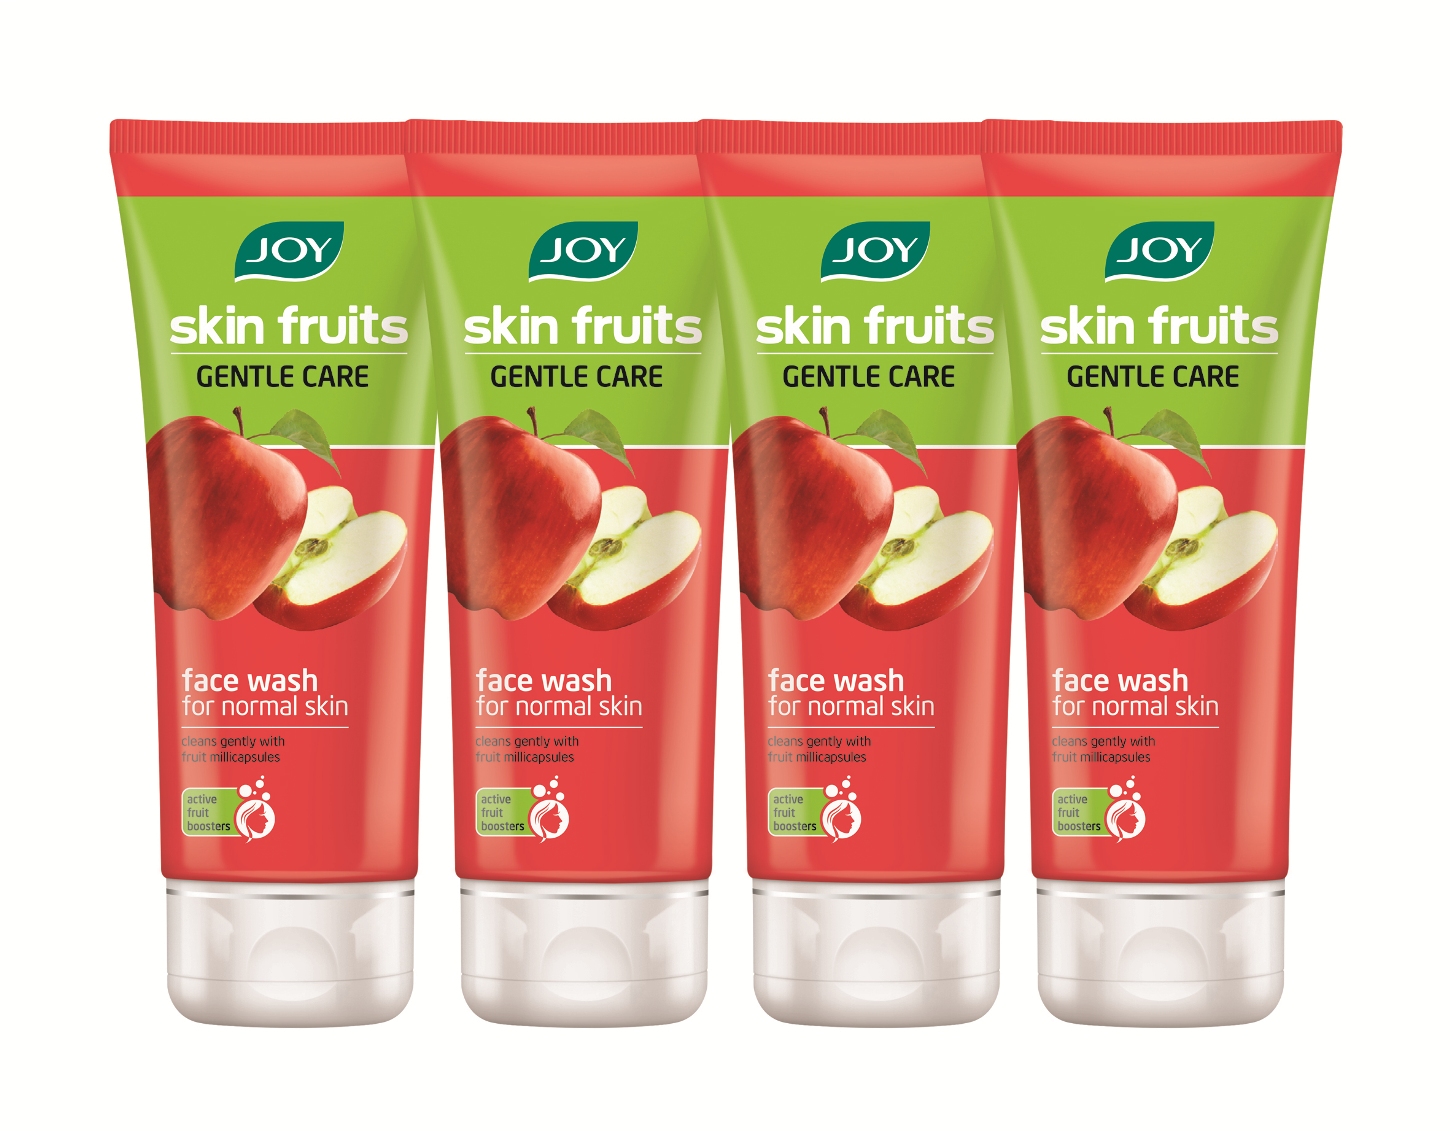 JOY
skin fruits
GENTLE CARE
face wash
for normal skin
cleans gently with
fruit millicapsules
active
fruit
boosters
JOY
skin fruits
GENTLE CARE
face wash
for normal skin
cleans gently with
fruit millicapsules
active
fruit
boosters
JOY
skin fruits
GENTLE CARE
face wash
for normal skin
cleans gently with
fruit millicapsules
active
fruit
boosters
JOY
skin fruits
GENTLE CARE
face wash
for normal skin
cleans gently with
fruit millicapsules
active
fruit
boosters